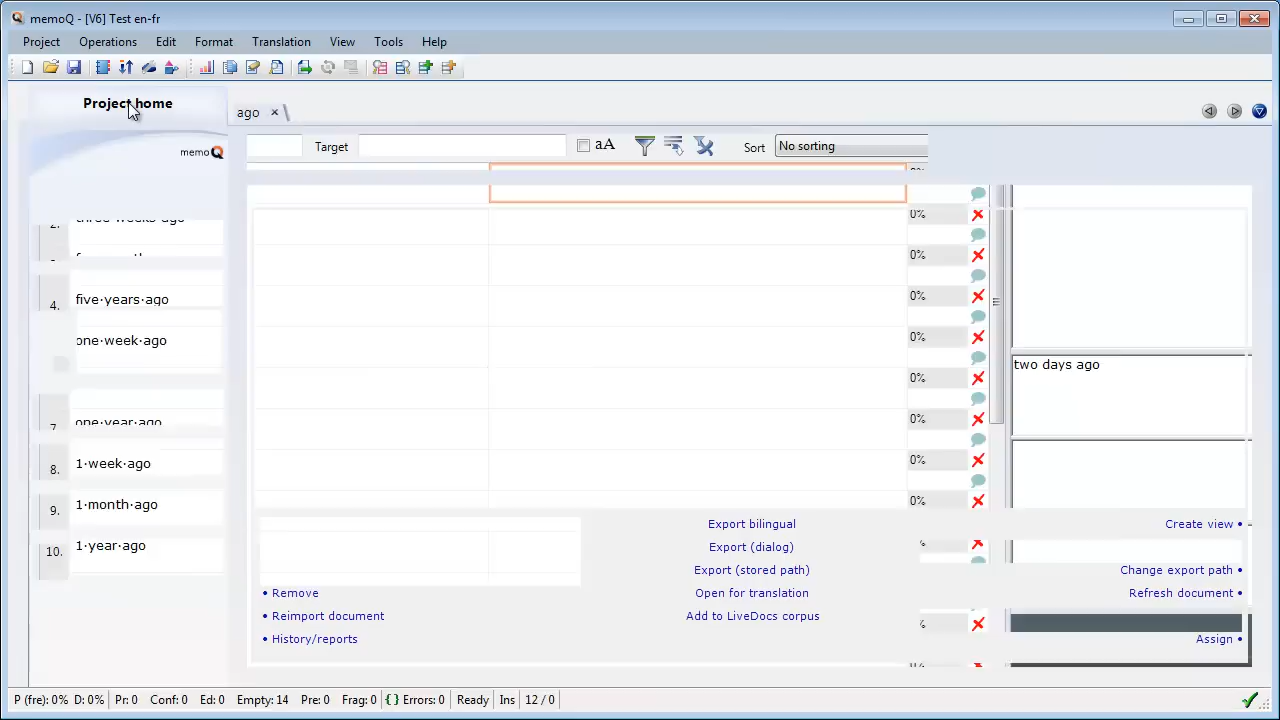 memoQ - [V6] Test en-fr
Project Operations Edit Format Translation View Tools Help
Project home
ago
memoQ
Target
aA
Sort
No sorting
three weeks ago
4. five·years·ago
one·week·ago
7 one·year·ago
8. 1·week·ago
9. 1·month·ago
10. 1·year·ago
0%
0%
0%
0%
0%
0%
0%
0%
two days ago
Export bilingual
Export (dialog)
Export (stored path)
Open for translation
Add to LiveDocs corpus
Create view
Change export path
Refresh document
Assign
Remove
Reimport document
History/reports
P (fre): 0% D: 0% Pr: 0 Conf: 0 Ed: 0 Empty: 14 Pre: 0 Frag: 0 {} Errors: 0 Ready Ins 12 / 0